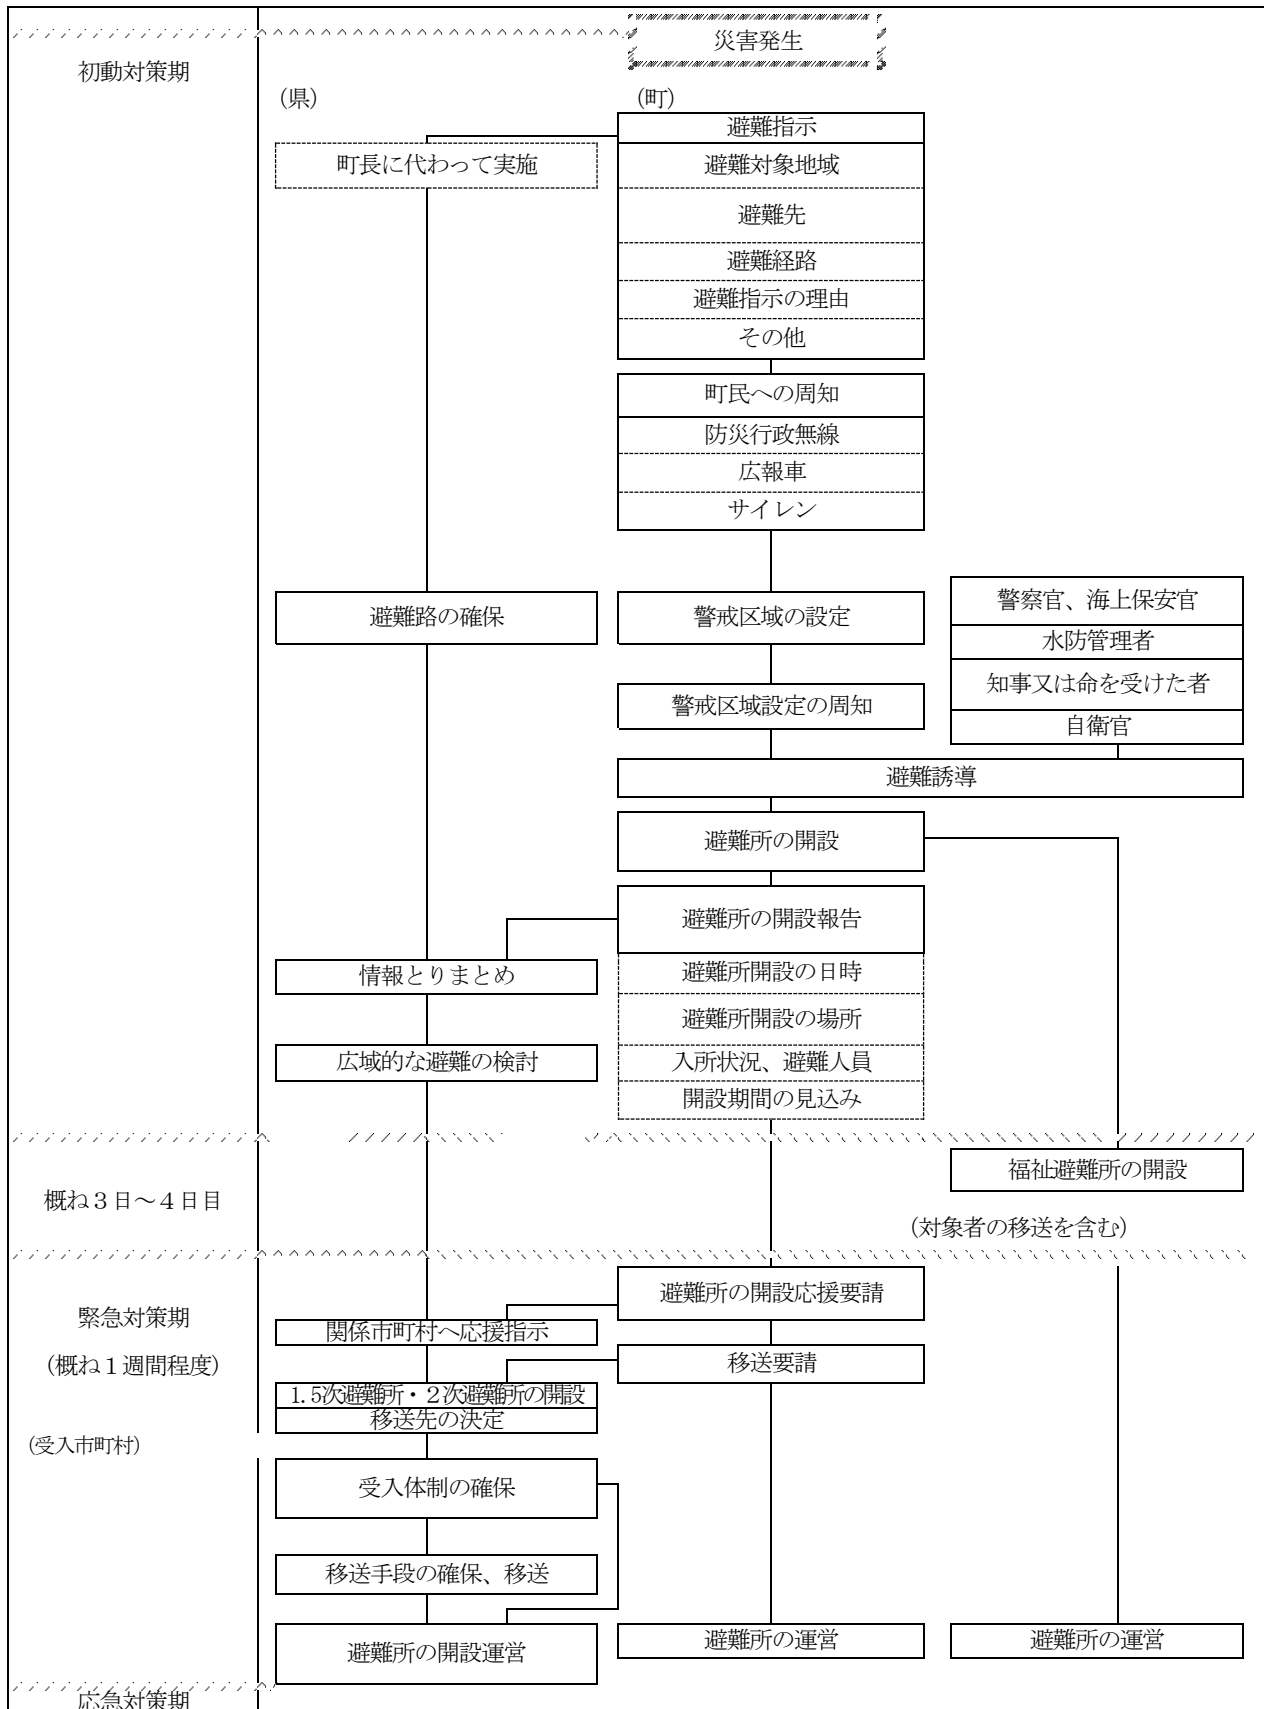 災害発生
初動対策期
(県)
(町)
避難指示
町長に代わって実施
避難対象地域
避難先
避難経路
避難指示の理由
その他
町民への周知
防災行政無線
広報車
サイレン
避難路の確保
警戒区域の設定
警察官、海上保安官
水防管理者
知事又は命を受けた者
自衛官
警戒区域設定の周知
避難誘導
避難所の開設
避難所の開設報告
情報とりまとめ
避難所開設の日時
避難所開設の場所
広域的な避難の検討
入所状況、避難人員
開設期間の見込み
福祉避難所の開設
概ね3日～4日目
(対象者の移送を含む)
避難所の開設応援要請
緊急対策期
関係市町村へ応援指示
(概ね1週間程度)
移送要請
1.5次避難所・2次避難所の開設
移送先の決定
(受入市町村)
受入体制の確保
移送手段の確保、移送
避難所の開設運営
避難所の運営
避難所の運営
応急対策期